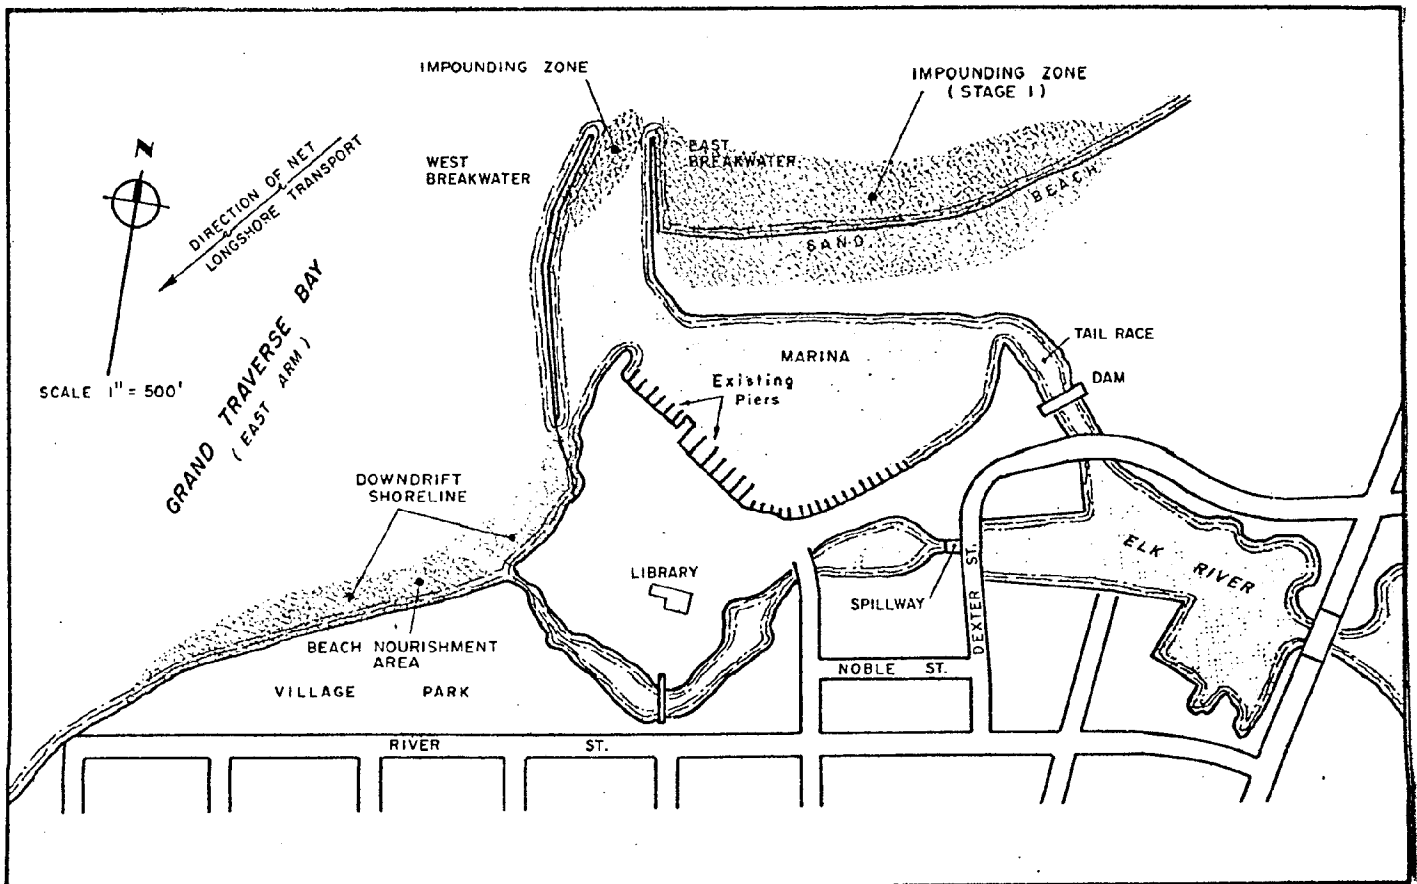 IMPOUNDING ZONE
IMPOUNDING ZONE
( STAGE 1 )
N
WEST
BREAKWATER
EAST
BREAKWATER
DIRECTION OF NET
LONGSHORE TRANSPORT
BEACH
SAND
GRAND TRAVERSE BAY
( EAST ARM )
SCALE 1" = 500'
TAIL RACE
MARINA
DAM
Existing
Piers
DOWNDRIFT
SHORELINE
ELK RIVER
LIBRARY
SPILLWAY
DEXTER ST.
BEACH NOURISHMENT
AREA
NOBLE ST.
VILLAGE PARK
RIVER ST.